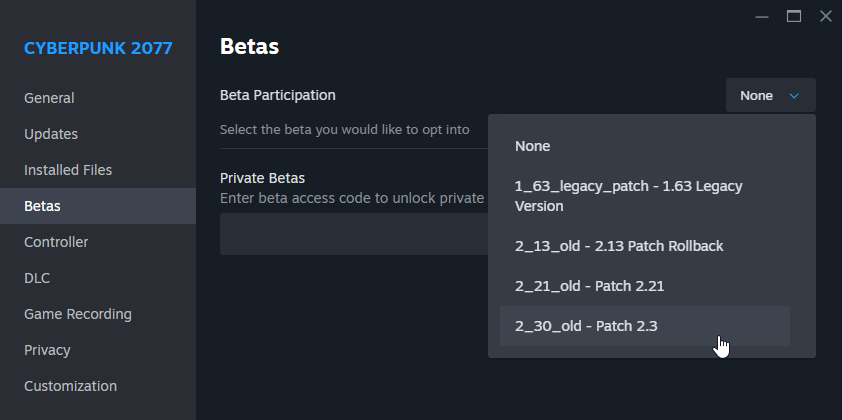 CYBERPUNK 2077
General
Updates
Installed Files
Betas
Controller
DLC
Game Recording
Privacy
Customization
Betas
Beta Participation
None
Select the beta you would like to opt into
Private Betas
Enter beta access code to unlock private
None
1_63_legacy_patch - 1.63 Legacy
Version
2_13_old - 2.13 Patch Rollback
2_21_old - Patch 2.21
2_30_old - Patch 2.3